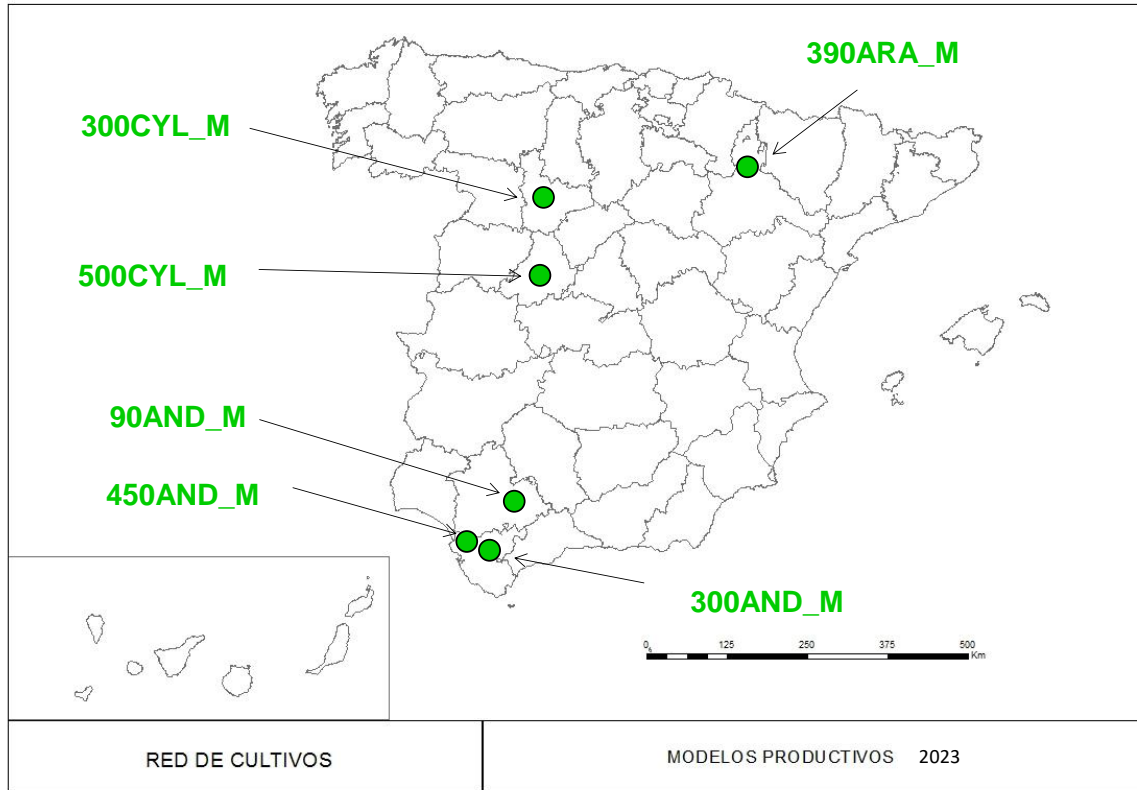 390ARA_M
300CYL_M
500CYL_M
90AND_M
450AND_M
300AND_M
0 125 250 375 500
Km
RED DE CULTIVOS
MODELOS PRODUCTIVOS 2023